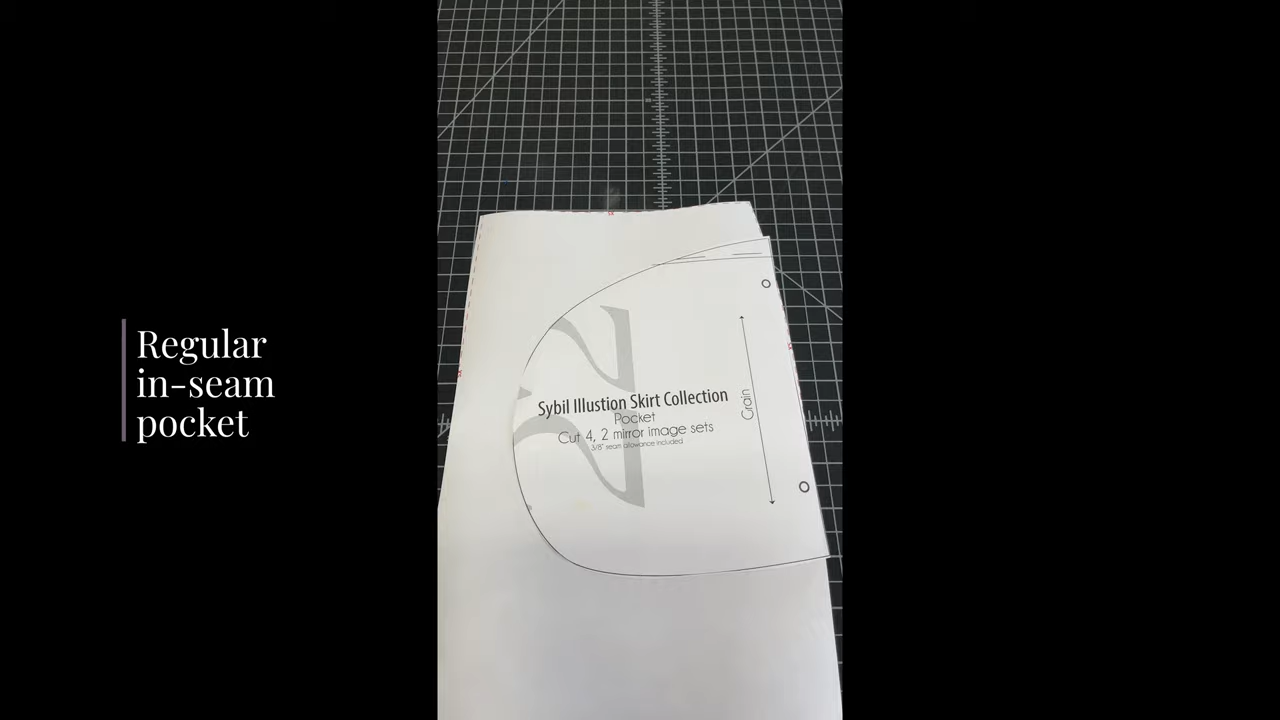 Regular
in-seam
pocket
Sybil Illustion Skirt Collection
Pocket
Cut 4, 2 mirror image sets
3/8" seam allowance included
Grain